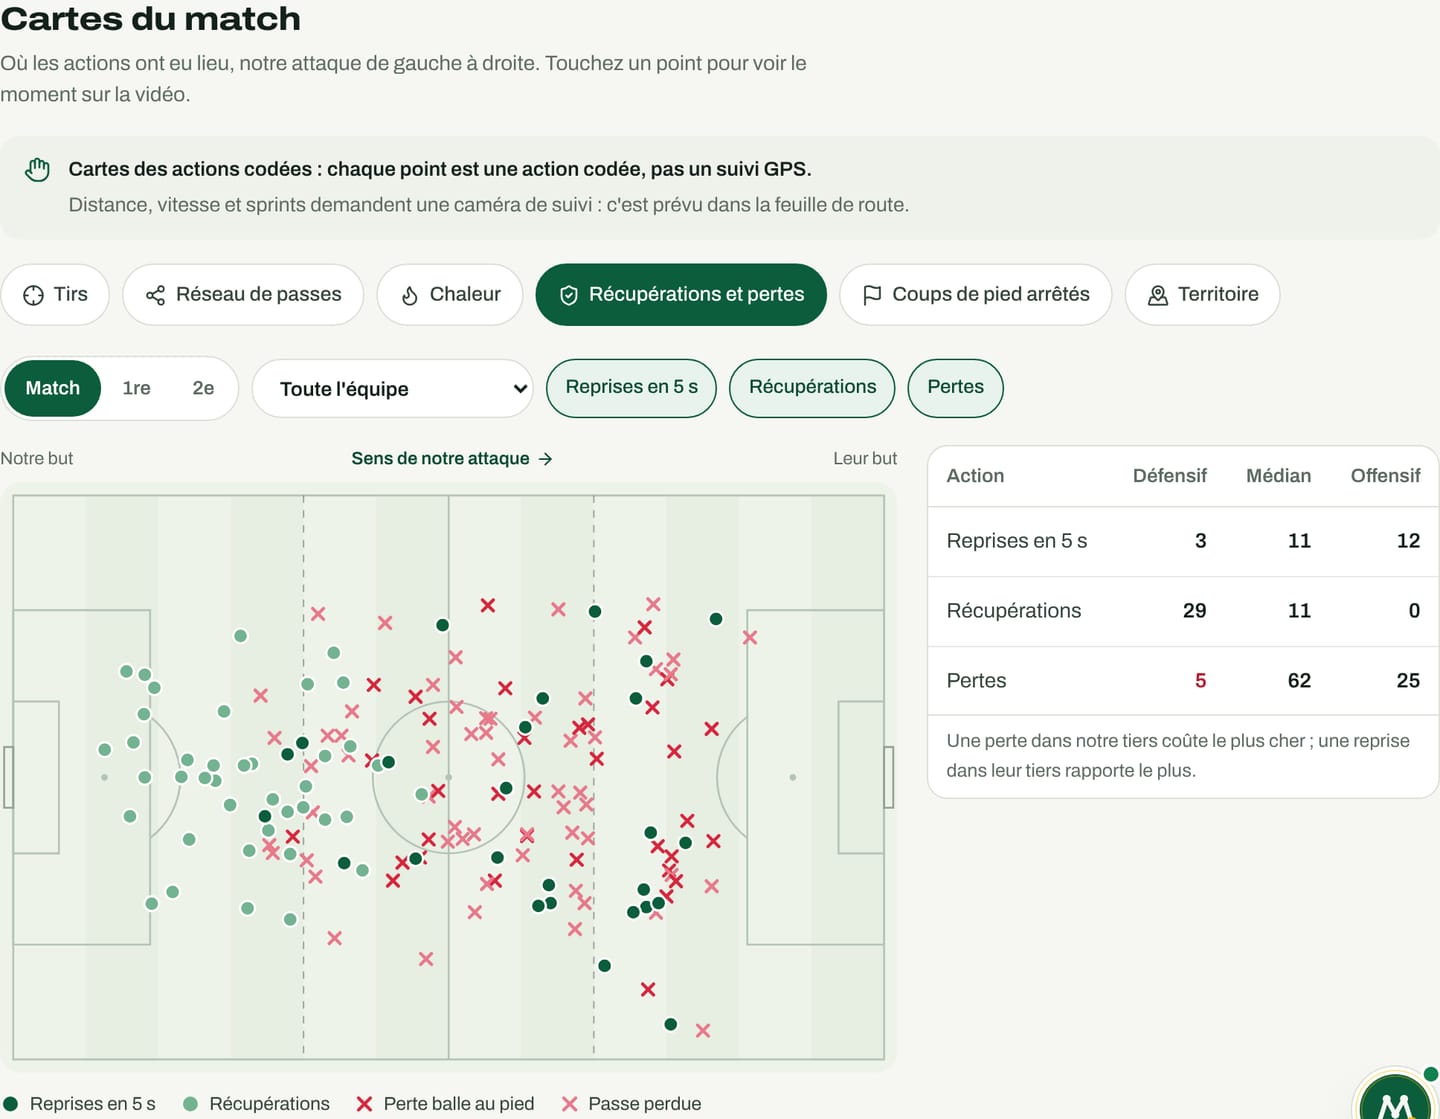 Cartes du match
Où les actions ont eu lieu, notre attaque de gauche à droite. Touchez un point pour voir le
moment sur la vidéo.
Cartes des actions codées : chaque point est une action codée, pas un suivi GPS.
Distance, vitesse et sprints demandent une caméra de suivi : c'est prévu dans la feuille de route.
Tirs Réseau de passes Chaleur Récupérations et pertes Coups de pied arrêtés Territoire
Match 1re 2e Toute l'équipe Reprises en 5 s Récupérations Pertes
Notre but Sens de notre attaque → Leur but
Action Défensif Médian Offensif
Reprises en 5 s 3 11 12
Récupérations 29 11 0
Pertes 5 62 25
Une perte dans notre tiers coûte le plus cher ; une reprise
dans leur tiers rapporte le plus.
Reprises en 5 s Récupérations Perte balle au pied Passe perdue
M